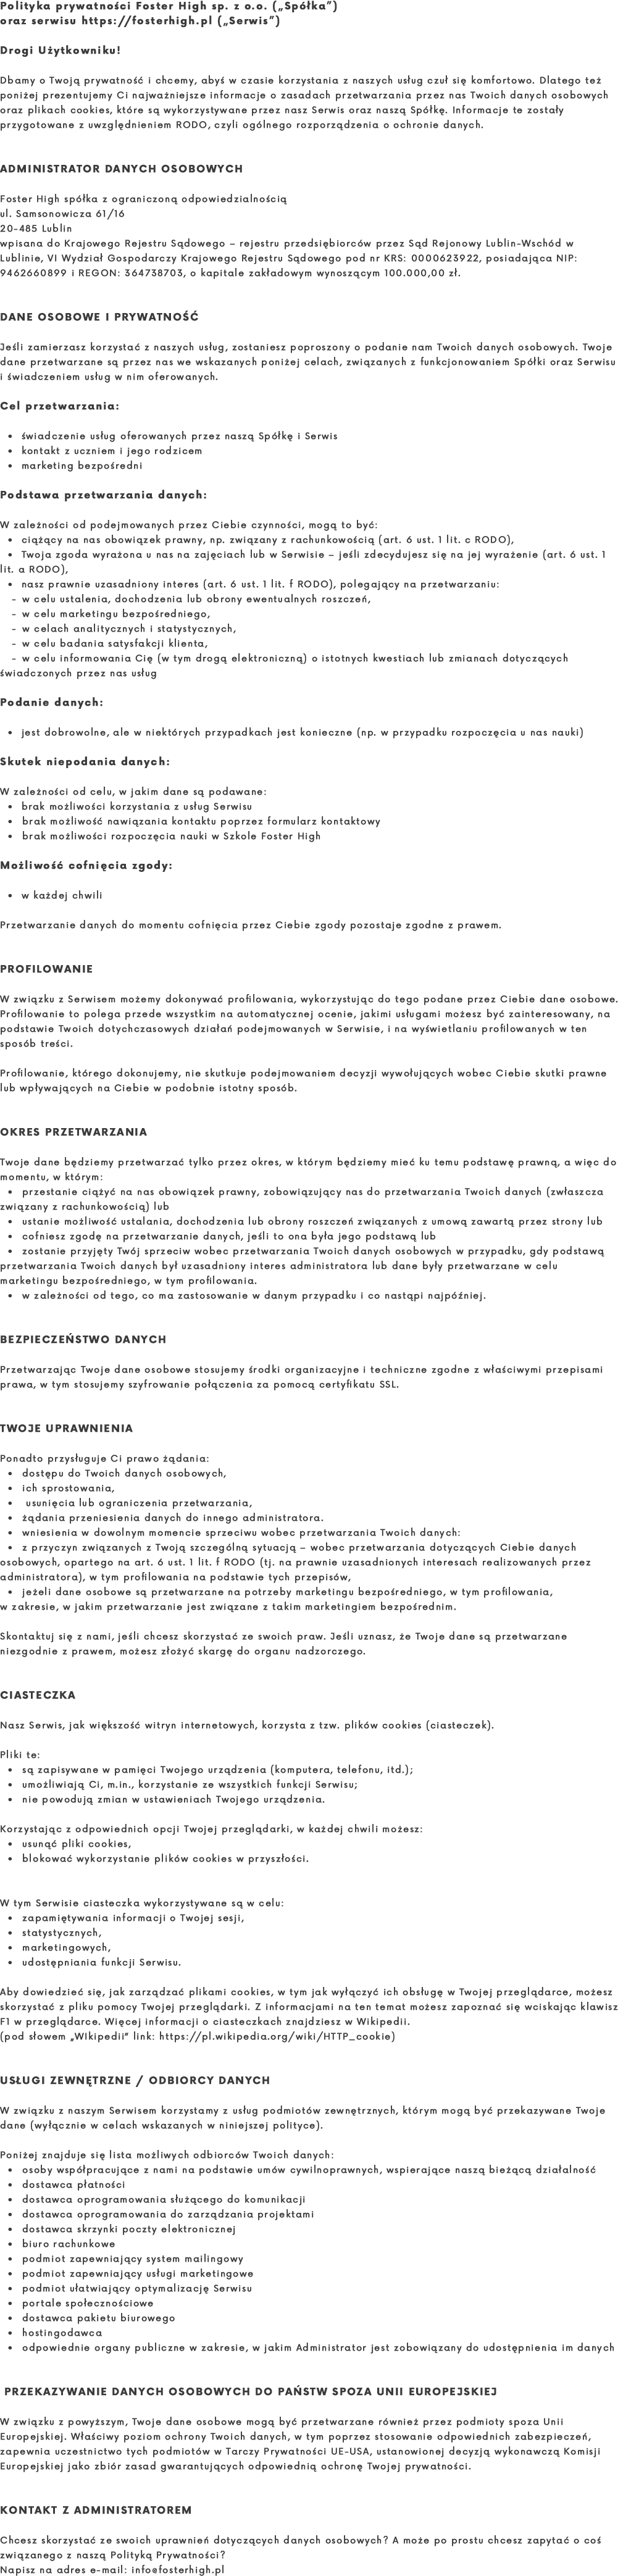 Polityka prywatności Foster High sp. z o.o. („Spółka”)
oraz serwisu https://fosterhigh.pl („Serwis”)
Drogi Użytkowniku!
Dbamy o Twoją prywatność i chcemy, abyś w czasie korzystania z naszych usług czuł się komfortowo. Dlatego też
poniżej prezentujemy Ci najważniejsze informacje o zasadach przetwarzania przez nas Twoich danych osobowych
oraz plikach cookies, które są wykorzystywane przez nasz Serwis oraz naszą Spółkę. Informacje te zostały
przygotowane z uwzględnieniem RODO, czyli ogólnego rozporządzenia o ochronie danych.
ADMINISTRATOR DANYCH OSOBOWYCH
Foster High spółka z ograniczoną odpowiedzialnością
ul. Samsonowicza 61/16
20-485 Lublin
wpisana do Krajowego Rejestru Sądowego – rejestru przedsiębiorców przez Sąd Rejonowy Lublin-Wschód w
Lublinie, VI Wydział Gospodarczy Krajowego Rejestru Sądowego pod nr KRS: 0000623922, posiadająca NIP:
9462660899 i REGON: 364738703, o kapitale zakładowym wynoszącym 100.000,00 zł.
DANE OSOBOWE I PRYWATNOŚĆ
Jeśli zamierzasz korzystać z naszych usług, zostaniesz poproszony o podanie nam Twoich danych osobowych. Twoje
dane przetwarzane są przez nas we wskazanych poniżej celach, związanych z funkcjonowaniem Spółki oraz Serwisu
i świadczeniem usług w nim oferowanych.
Cel przetwarzania:
• świadczenie usług oferowanych przez naszą Spółkę i Serwis
• kontakt z uczniem i jego rodzicem
• marketing bezpośredni
Podstawa przetwarzania danych:
W zależności od podejmowanych przez Ciebie czynności, mogą to być:
• ciążący na nas obowiązek prawny, np. związany z rachunkowością (art. 6 ust. 1 lit. c RODO),
• Twoja zgoda wyrażona u nas na zajęciach lub w Serwisie – jeśli zdecydujesz się na jej wyrażenie (art. 6 ust. 1
lit. a RODO),
• nasz prawnie uzasadniony interes (art. 6 ust. 1 lit. f RODO), polegający na przetwarzaniu:
- w celu ustalenia, dochodzenia lub obrony ewentualnych roszczeń,
- w celu marketingu bezpośredniego,
- w celach analitycznych i statystycznych,
- w celu badania satysfakcji klienta,
- w celu informowania Cię (w tym drogą elektroniczną) o istotnych kwestiach lub zmianach dotyczących
świadczonych przez nas usług
Podanie danych:
• jest dobrowolne, ale w niektórych przypadkach jest konieczne (np. w przypadku rozpoczęcia u nas nauki)
Skutek niepodania danych:
W zależności od celu, w jakim dane są podawane:
• brak możliwości korzystania z usług Serwisu
• brak możliwość nawiązania kontaktu poprzez formularz kontaktowy
• brak możliwości rozpoczęcia nauki w Szkole Foster High
Możliwość cofnięcia zgody:
• w każdej chwili
Przetwarzanie danych do momentu cofnięcia przez Ciebie zgody pozostaje zgodne z prawem.
PROFILOWANIE
W związku z Serwisem możemy dokonywać profilowania, wykorzystując do tego podane przez Ciebie dane osobowe.
Profilowanie to polega przede wszystkim na automatycznej ocenie, jakimi usługami możesz być zainteresowany, na
podstawie Twoich dotychczasowych działań podejmowanych w Serwisie, i na wyświetlaniu profilowanych w ten
sposób treści.
Profilowanie, którego dokonujemy, nie skutkuje podejmowaniem decyzji wywołujących wobec Ciebie skutki prawne
lub wpływających na Ciebie w podobnie istotny sposób.
OKRES PRZETWARZANIA
Twoje dane będziemy przetwarzać tylko przez okres, w którym będziemy mieć ku temu podstawę prawną, a więc do
momentu, w którym:
• przestanie ciążyć na nas obowiązek prawny, zobowiązujący nas do przetwarzania Twoich danych (zwłaszcza
związany z rachunkowością) lub
• ustanie możliwość ustalania, dochodzenia lub obrony roszczeń związanych z umową zawartą przez strony lub
• cofniesz zgodę na przetwarzanie danych, jeśli to ona była jego podstawą lub
• zostanie przyjęty Twój sprzeciw wobec przetwarzania Twoich danych osobowych w przypadku, gdy podstawą
przetwarzania Twoich danych był uzasadniony interes administratora lub dane były przetwarzane w celu
marketingu bezpośredniego, w tym profilowania.
• w zależności od tego, co ma zastosowanie w danym przypadku i co nastąpi najpóźniej.
BEZPIECZEŃSTWO DANYCH
Przetwarzając Twoje dane osobowe stosujemy środki organizacyjne i techniczne zgodne z właściwymi przepisami
prawa, w tym stosujemy szyfrowanie połączenia za pomocą certyfikatu SSL.
TWOJE UPRAWNIENIA
Ponadto przysługuje Ci prawo żądania:
• dostępu do Twoich danych osobowych,
• ich sprostowania,
• usunięcia lub ograniczenia przetwarzania,
• żądania przeniesienia danych do innego administratora.
• wniesienia w dowolnym momencie sprzeciwu wobec przetwarzania Twoich danych:
• z przyczyn związanych z Twoją szczególną sytuacją – wobec przetwarzania dotyczących Ciebie danych
osobowych, opartego na art. 6 ust. 1 lit. f RODO (tj. na prawnie uzasadnionych interesach realizowanych przez
administratora), w tym profilowania na podstawie tych przepisów,
• jeżeli dane osobowe są przetwarzane na potrzeby marketingu bezpośredniego, w tym profilowania,
w zakresie, w jakim przetwarzanie jest związane z takim marketingiem bezpośrednim.
Skontaktuj się z nami, jeśli chcesz skorzystać ze swoich praw. Jeśli uznasz, że Twoje dane są przetwarzane
niezgodnie z prawem, możesz złożyć skargę do organu nadzorczego.
CIASTECZKA
Nasz Serwis, jak większość witryn internetowych, korzysta z tzw. plików cookies (ciasteczek).
Pliki te:
• są zapisywane w pamięci Twojego urządzenia (komputera, telefonu, itd.);
• umożliwiają Ci, m.in., korzystanie ze wszystkich funkcji Serwisu;
• nie powodują zmian w ustawieniach Twojego urządzenia.
Korzystając z odpowiednich opcji Twojej przeglądarki, w każdej chwili możesz:
• usunąć pliki cookies,
• blokować wykorzystanie plików cookies w przyszłości.
W tym Serwisie ciasteczka wykorzystywane są w celu:
• zapamiętywania informacji o Twojej sesji,
• statystycznych,
• marketingowych,
• udostępniania funkcji Serwisu.
Aby dowiedzieć się, jak zarządzać plikami cookies, w tym jak wyłączyć ich obsługę w Twojej przeglądarce, możesz
skorzystać z pliku pomocy Twojej przeglądarki. Z informacjami na ten temat możesz zapoznać się wciskając klawisz
F1 w przeglądarce. Więcej informacji o ciasteczkach znajdziesz w Wikipedii.
(pod słowem „Wikipedii” link: https://pl.wikipedia.org/wiki/HTTP_cookie)
USŁUGI ZEWNĘTRZNE / ODBIORCY DANYCH
W związku z naszym Serwisem korzystamy z usług podmiotów zewnętrznych, którym mogą być przekazywane Twoje
dane (wyłącznie w celach wskazanych w niniejszej polityce).
Poniżej znajduje się lista możliwych odbiorców Twoich danych:
• osoby współpracujące z nami na podstawie umów cywilnoprawnych, wspierające naszą bieżącą działalność
• dostawca płatności
• dostawca oprogramowania służącego do komunikacji
• dostawca oprogramowania do zarządzania projektami
• dostawca skrzynki poczty elektronicznej
• biuro rachunkowe
• podmiot zapewniający system mailingowy
• podmiot zapewniający usługi marketingowe
• podmiot ułatwiający optymalizację Serwisu
• portale społecznościowe
• dostawca pakietu biurowego
• hostingodawca
• odpowiednie organy publiczne w zakresie, w jakim Administrator jest zobowiązany do udostępnienia im danych
PRZEKAZYWANIE DANYCH OSOBOWYCH DO PAŃSTW SPOZA UNII EUROPEJSKIEJ
W związku z powyższym, Twoje dane osobowe mogą być przetwarzane również przez podmioty spoza Unii
Europejskiej. Właściwy poziom ochrony Twoich danych, w tym poprzez stosowanie odpowiednich zabezpieczeń,
zapewnia uczestnictwo tych podmiotów w Tarczy Prywatności UE-USA, ustanowionej decyzją wykonawczą Komisji
Europejskiej jako zbiór zasad gwarantujących odpowiednią ochronę Twojej prywatności.
KONTAKT Z ADMINISTRATOREM
Chcesz skorzystać ze swoich uprawnień dotyczących danych osobowych? A może po prostu chcesz zapytać o coś
związanego z naszą Polityką Prywatności?
Napisz na adres e-mail: info@fosterhigh.pl